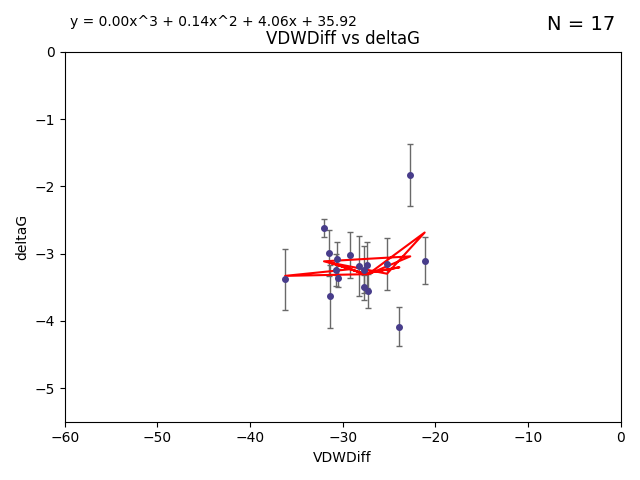 y = 0.00x^3 + 0.14x^2 + 4.06x + 35.92
N = 17
VDWDiff vs deltaG
0
−1
−2
−3
−4
−5
deltaG
−60 −50 −40 −30 −20 −10 0
VDWDiff